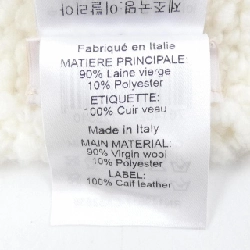 Fabriqué en Italie
MATIERE PRINCIPALE:
90% Laine vierge
10% Polyester
ETIQUETTE:
100% Cuir veau
Made in Italy
MAIN MATERIAL:
90% Virgin wool
10% Polyester
LABEL:
100% Calf leather